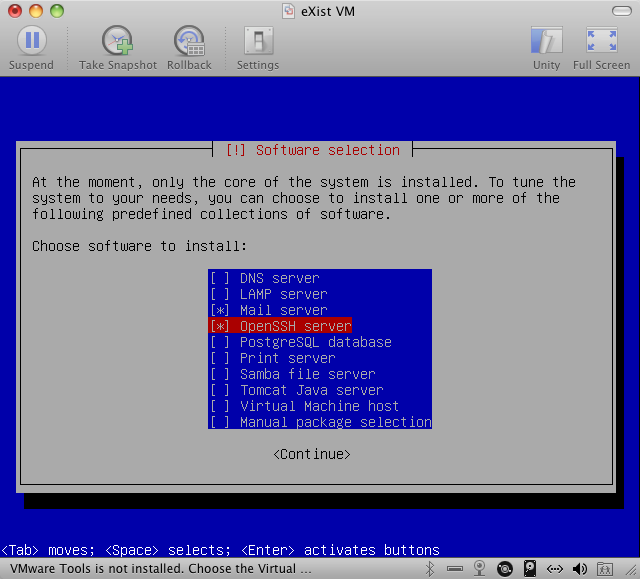 eXist VM
Suspend Take Snapshot Rollback Settings Unity Full Screen
[!] Software selection
At the moment, only the core of the system is installed. To tune the
system to your needs, you can choose to install one or more of the
following predefined collections of software.
Choose software to install:
[ ] DNS server
[ ] LAMP server
[*] Mail server
[*] OpenSSH server
[ ] PostgreSQL database
[ ] Print server
[ ] Samba file server
[ ] Tomcat Java server
[ ] Virtual Machine host
[ ] Manual package selection
<Continue>
<Tab> moves; <Space> selects; <Enter> activates buttons
VMware Tools is not installed. Choose the Virtual ...